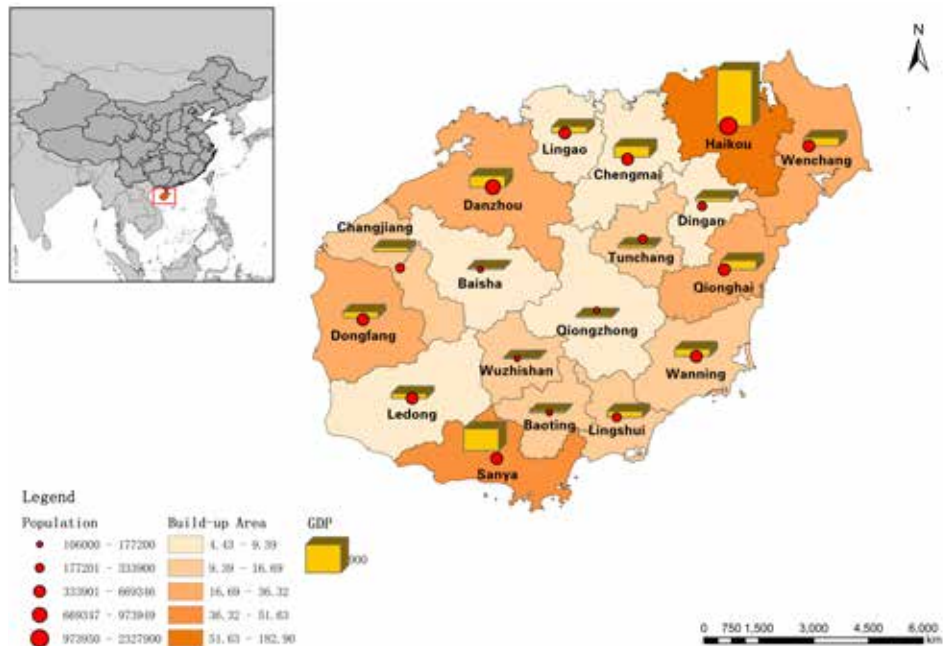 N
Haikou
Lingao
Wenchang
Chengmai
Danzhou
Dingan
Changjiang
Tunchang
Baisha
Qionghai
Qiongzhong
Dongfang
Wuzhishan
Wanning
Ledong
Baoting
Lingshui
Sanya
Legend
Population
106000 - 177200
177201 - 333900
333901 - 669346
669347 - 973949
973950 - 2327900
Build-up Area
4.43 - 9.39
9.39 - 16.69
16.69 - 36.32
36.32 - 51.63
51.63 - 182.90
GDP
0 750 1,500 3,000 4,500 6,000
km